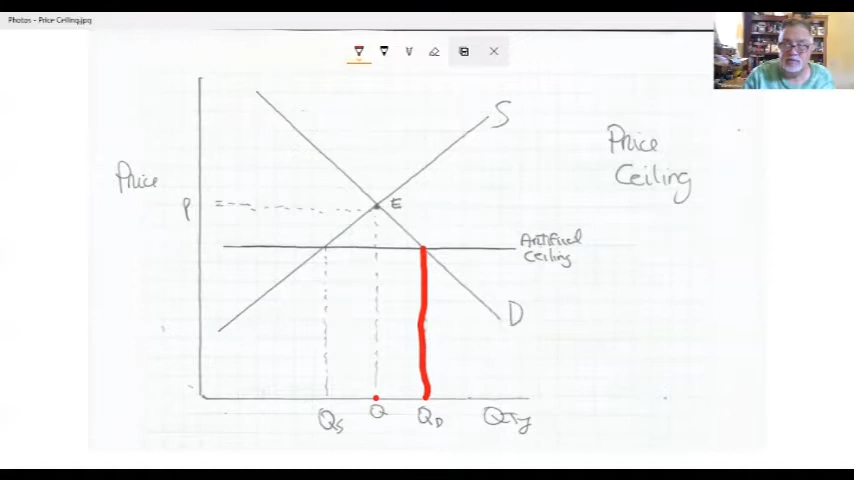 Photos - Price Ceiling.jpg
S
Price
Ceiling
Price
P
E
Artificial
Ceiling
D
Qs
Q
QD
QTy